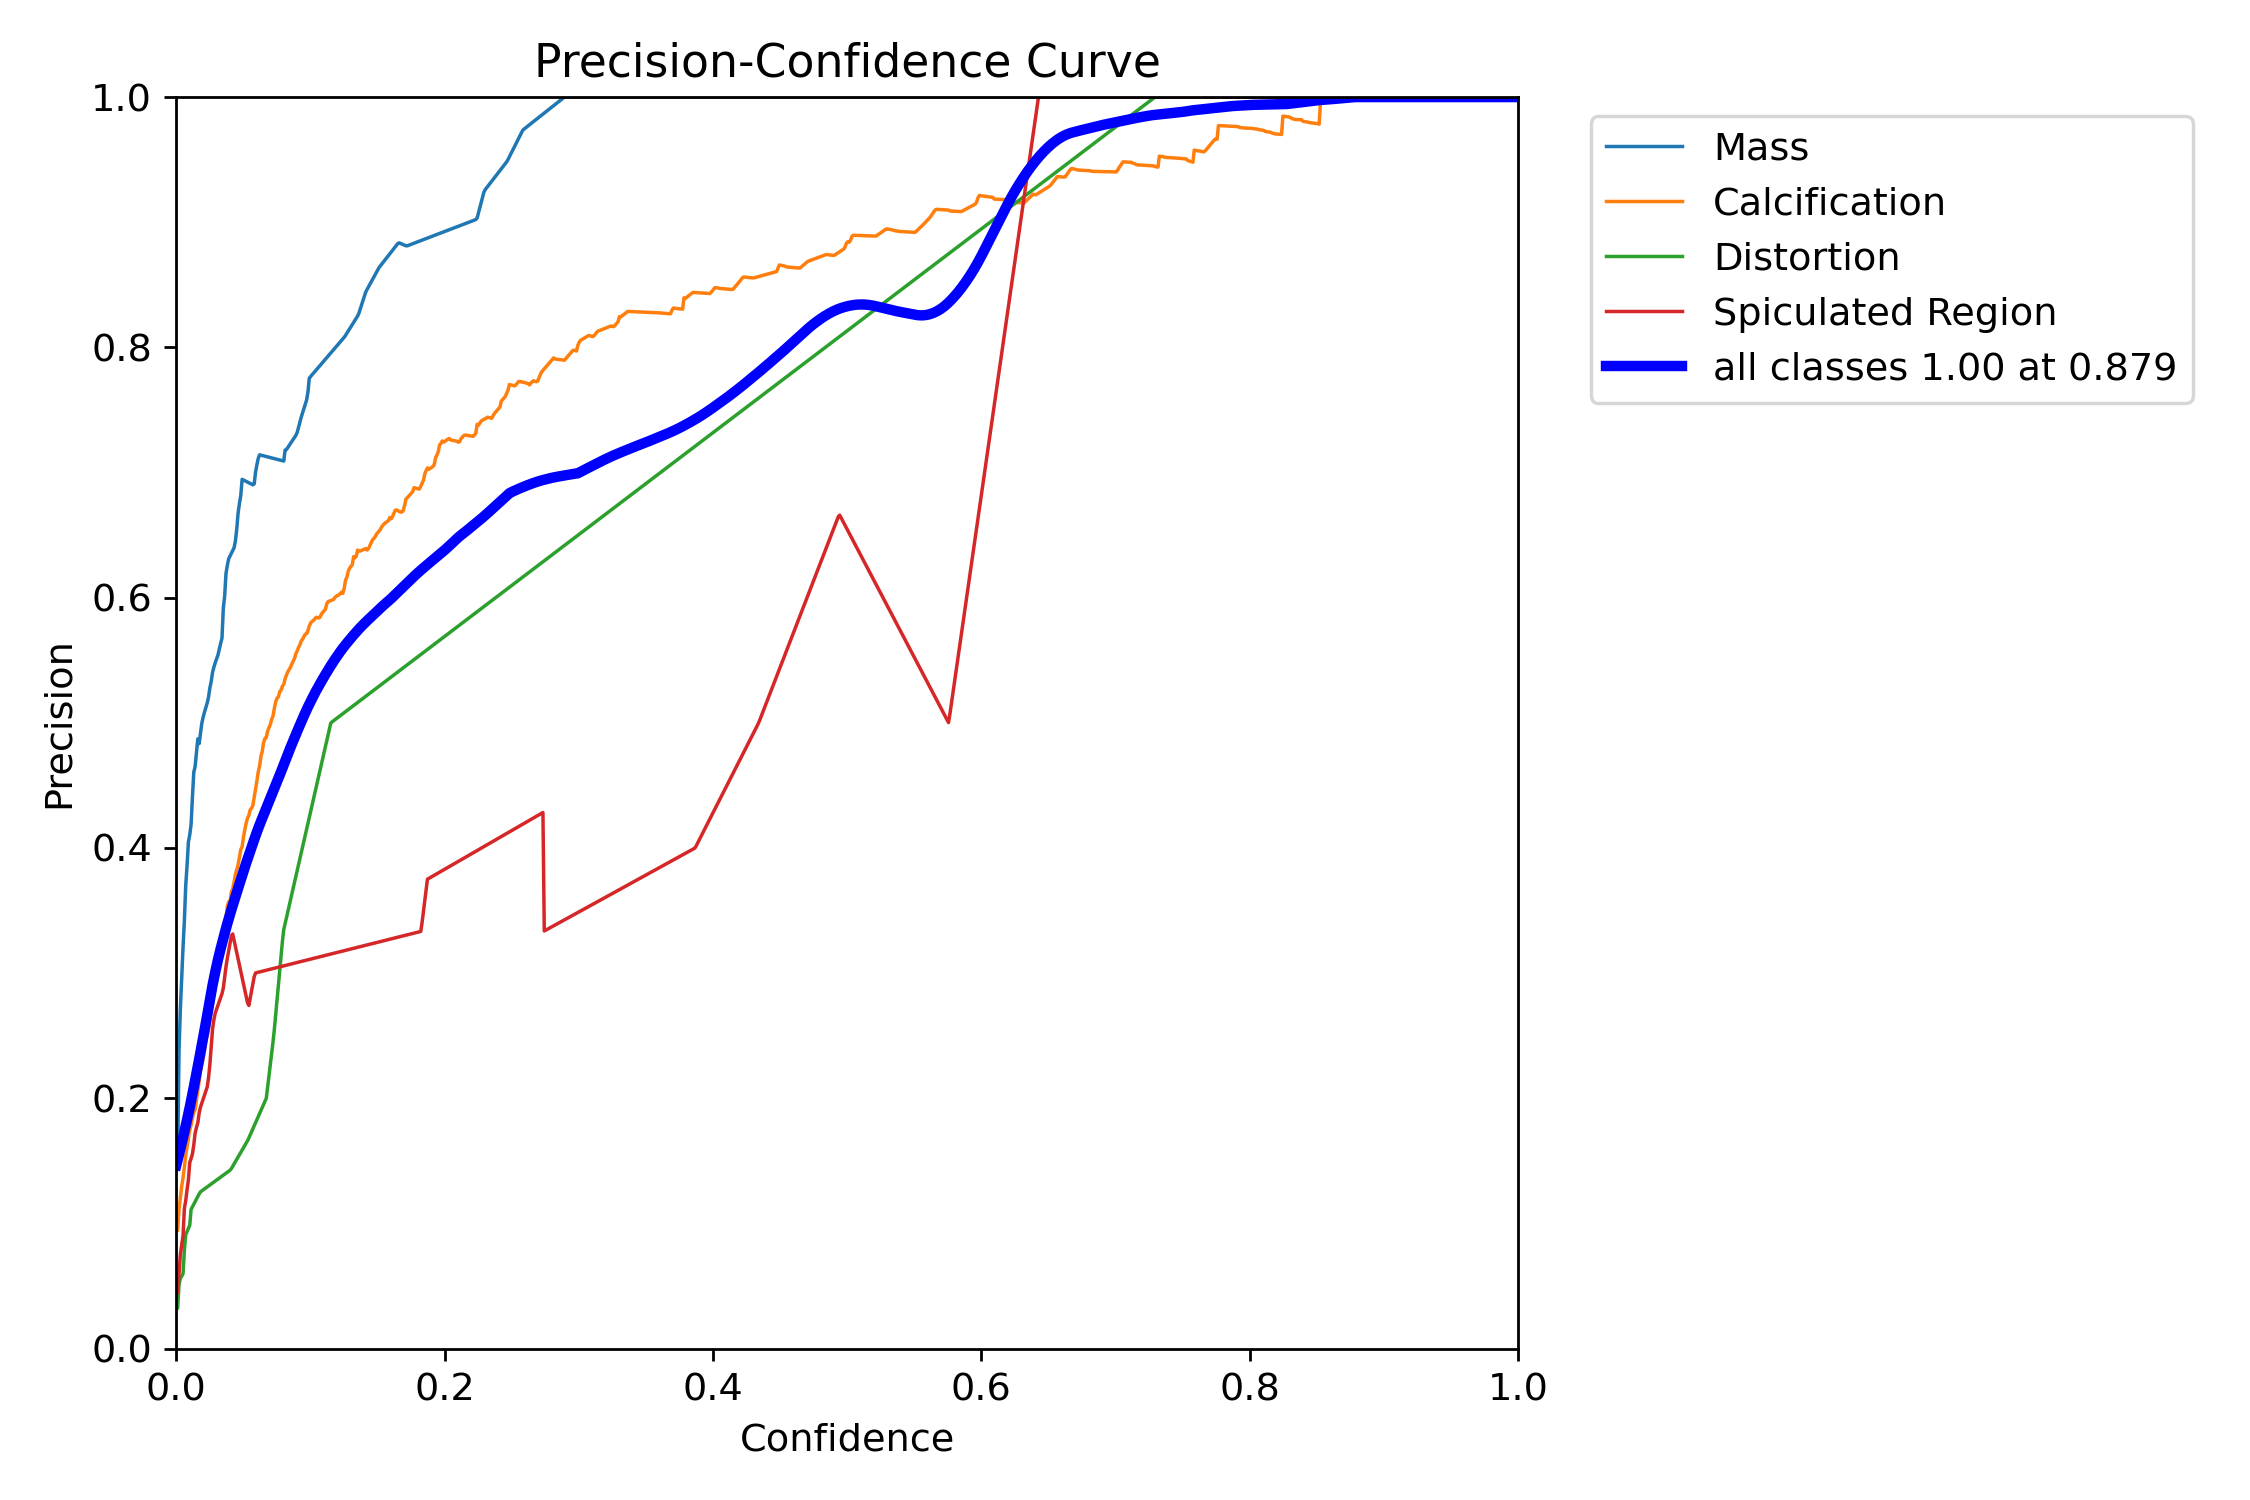 Precision-Confidence Curve
1.0
0.8
0.6
0.4
0.2
0.0
Precision
0.0 0.2 0.4 0.6 0.8 1.0
Confidence
Mass
Calcification
Distortion
Spiculated Region
all classes 1.00 at 0.879